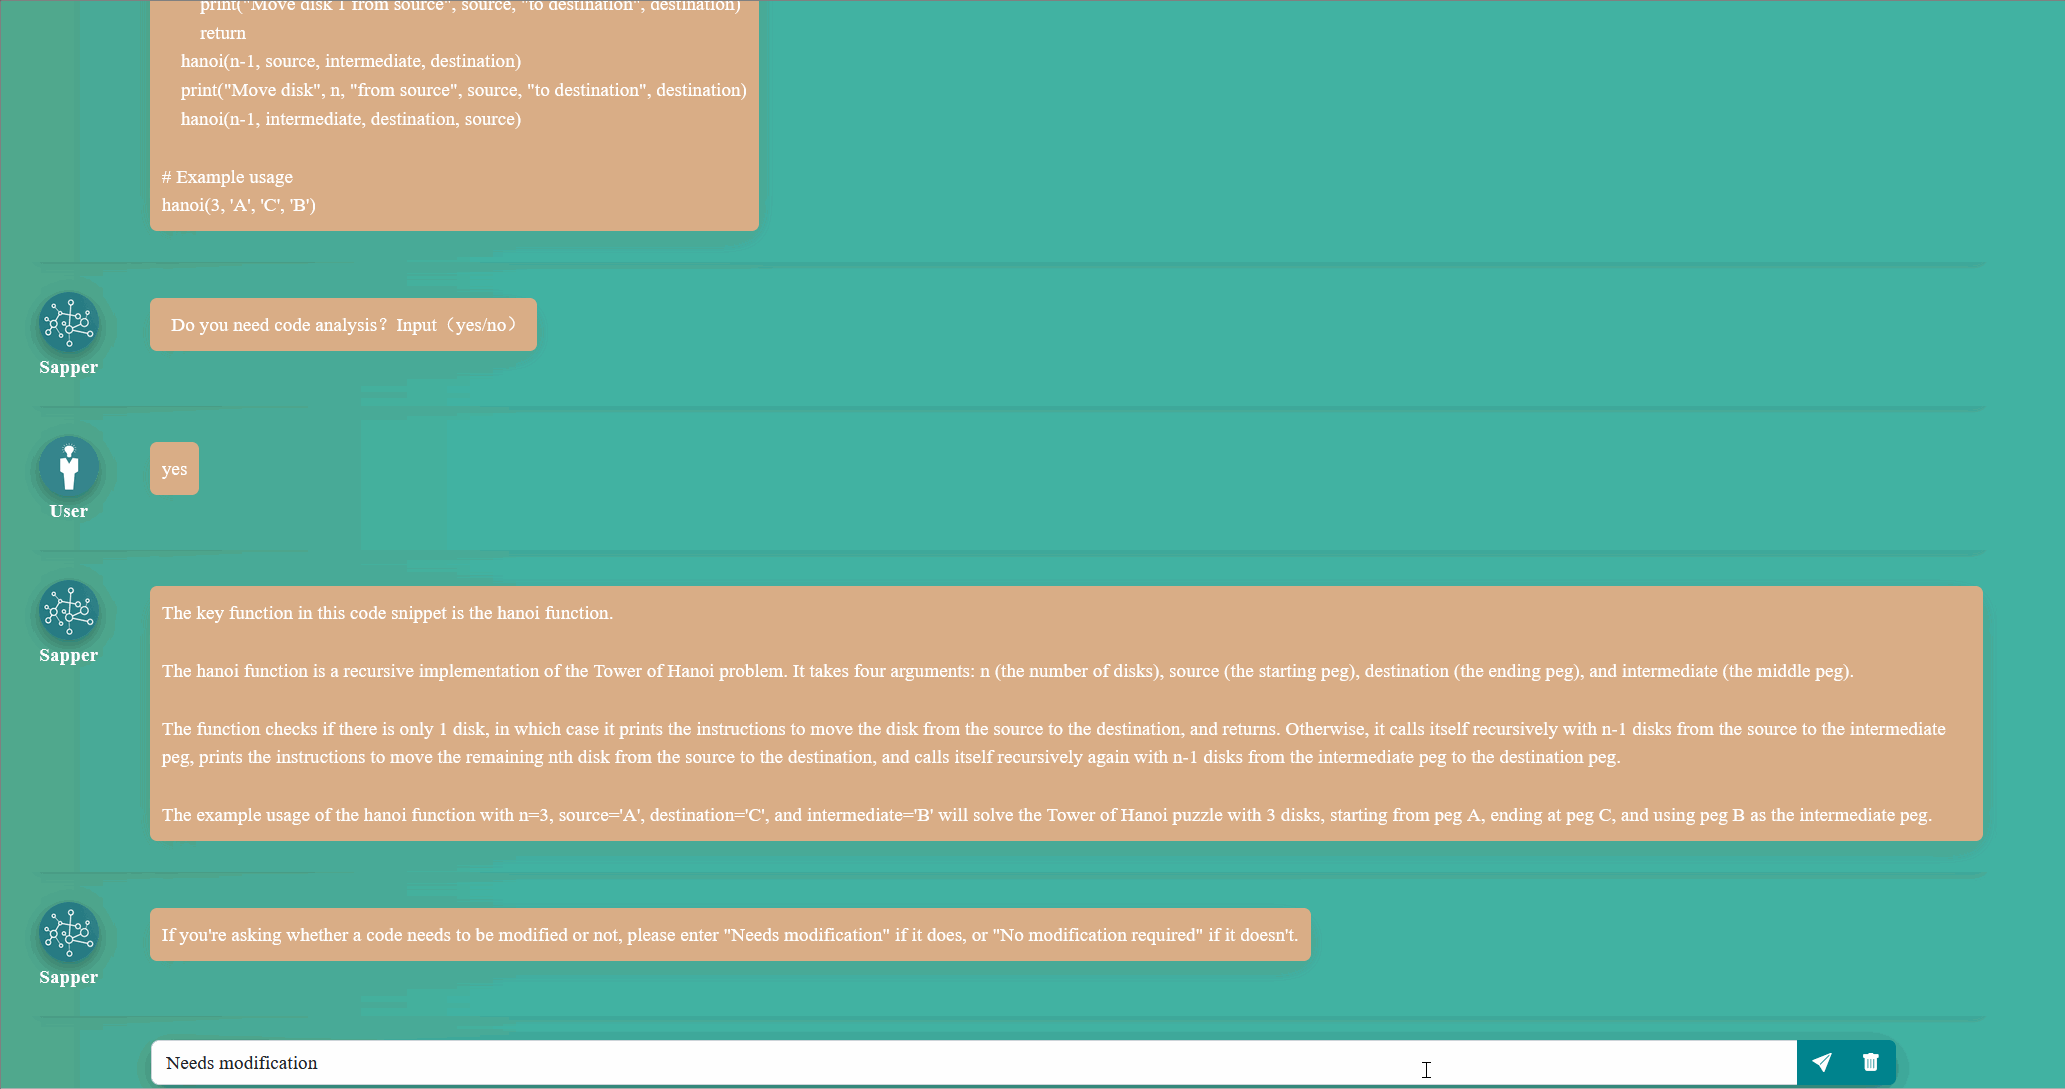 print("Move disk 1 from source", source, "to destination", destination)
return
hanoi(n-1, source, intermediate, destination)
print("Move disk", n, "from source", source, "to destination", destination)
hanoi(n-1, intermediate, destination, source)
# Example usage
hanoi(3, 'A', 'C', 'B')
Do you need code analysis？Input（yes/no）
Sapper
yes
User
The key function in this code snippet is the hanoi function.
The hanoi function is a recursive implementation of the Tower of Hanoi problem. It takes four arguments: n (the number of disks), source (the starting peg), destination (the ending peg), and intermediate (the middle peg).
The function checks if there is only 1 disk, in which case it prints the instructions to move the disk from the source to the destination, and returns. Otherwise, it calls itself recursively with n-1 disks from the source to the intermediate
peg, prints the instructions to move the remaining nth disk from the source to the destination, and calls itself recursively again with n-1 disks from the intermediate peg to the destination peg.
The example usage of the hanoi function with n=3, source='A', destination='C', and intermediate='B' will solve the Tower of Hanoi puzzle with 3 disks, starting from peg A, ending at peg C, and using peg B as the intermediate peg.
Sapper
If you're asking whether a code needs to be modified or not, please enter "Needs modification" if it does, or "No modification required" if it doesn't.
Sapper
Needs modification